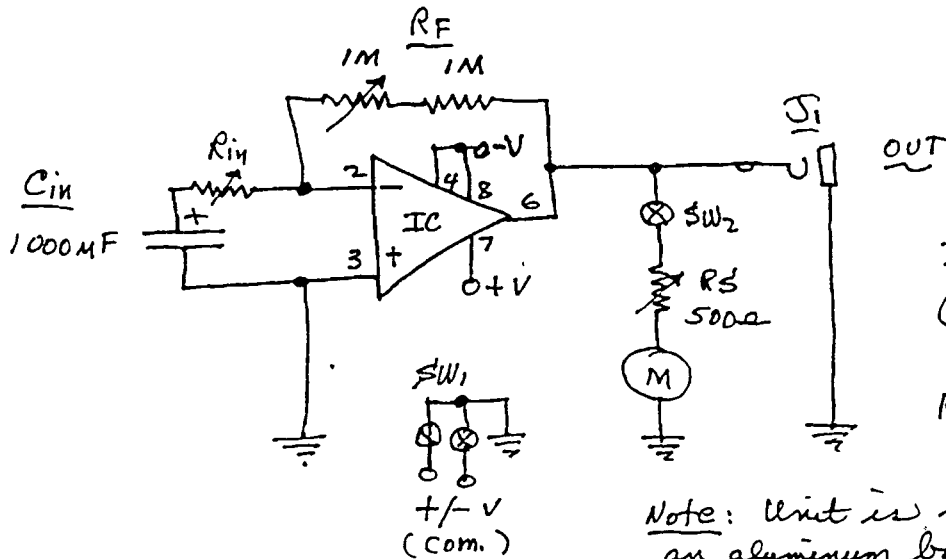 RF
1M 1M
Rin
Cin
1000µF
+
2 −
3 +
IC
4 8
-V
7
+V
6
J1
OUT
SW2
RS
500Ω
M
SW1
+/- V
(Com.)
Note: Unit is
an aluminum